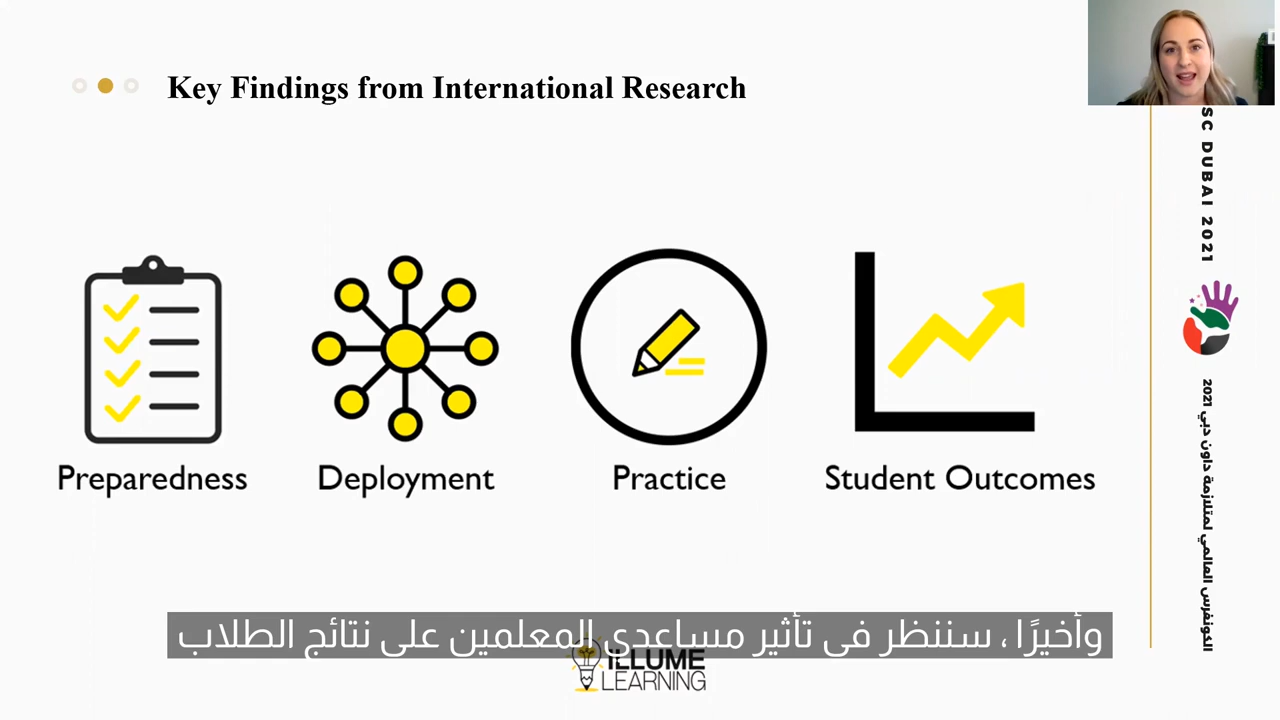 Key Findings from International Research
SC DUBAI 2021
Preparedness
Deployment
Practice
Student Outcomes
الكونفرس العالمي لمتلازمة داون دبي 2021
وأخيرًا ، سننظر في تأثير مساعدي المعلمين على نتائج الطلاب
iLLUME
LEARNING